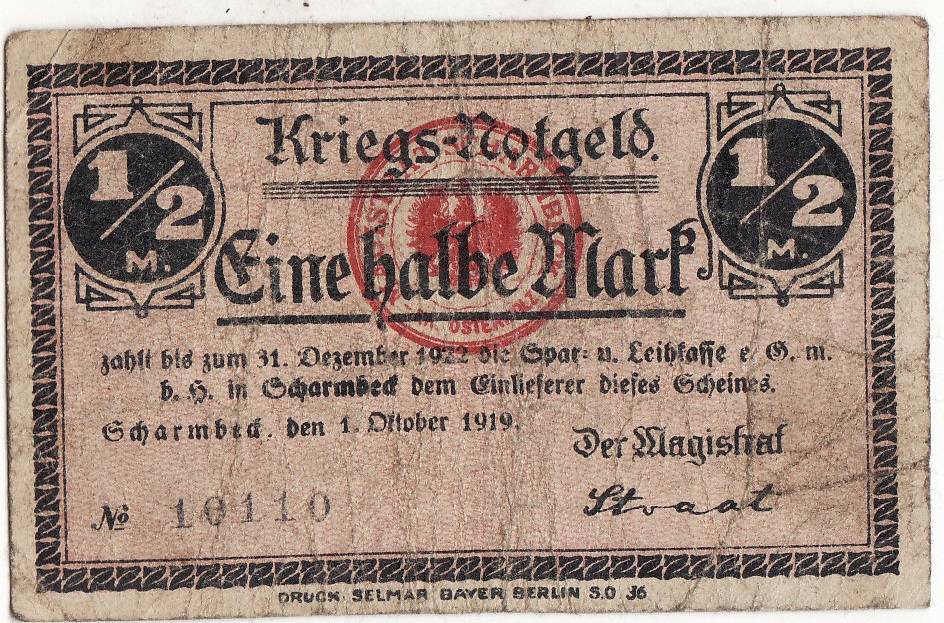 Kriegs-Notgeld.
1/2 M.
1/2 M.
Eine halbe Mark
zahlt bis zum 31. Dezember 1922 die Spar- u. Leihkasse e. G. m.
b. H. in Scharmbeck dem Einlieferer dieses Scheines.
Scharmbeck, den 1. Oktober 1919.
Der Magistrat
Straat
№ 10110
OSTERHOLZ
DRUCK SELMAR BAYER BERLIN S.O 36